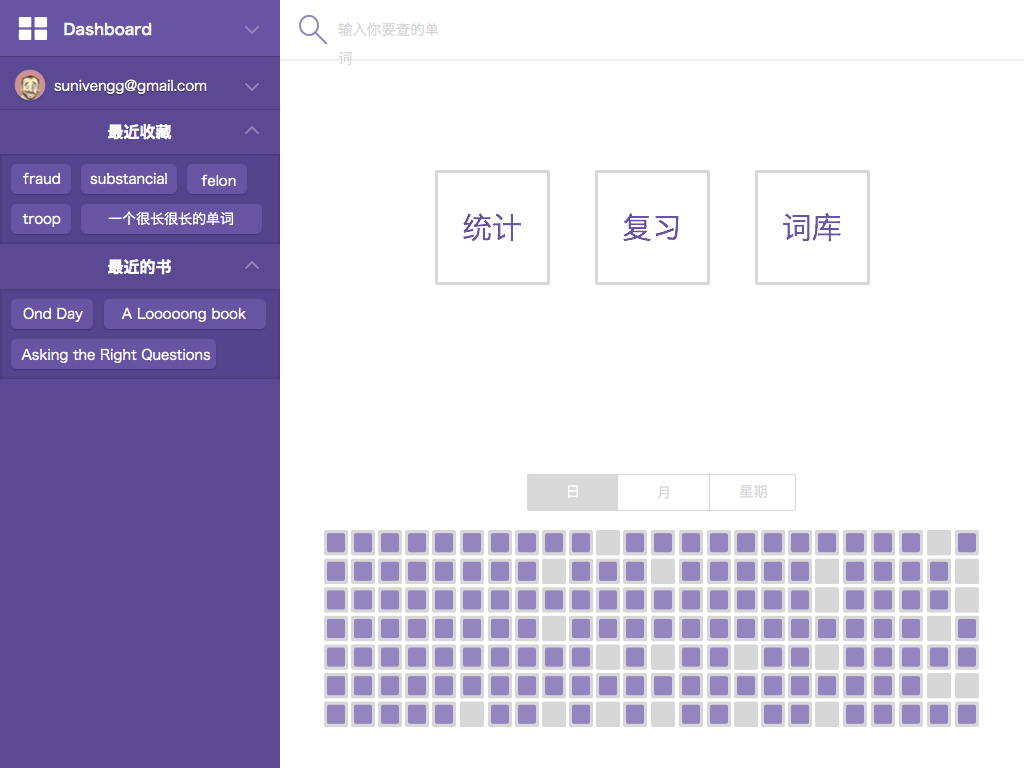 Dashboard
输入你要查的单
词
sunivengg@gmail.com
最近收藏
fraud substancial felon
troop 一个很长很长的单词
最近的书
Ond Day A Looooong book
Asking the Right Questions
统计 复习 词库
日 月 星期